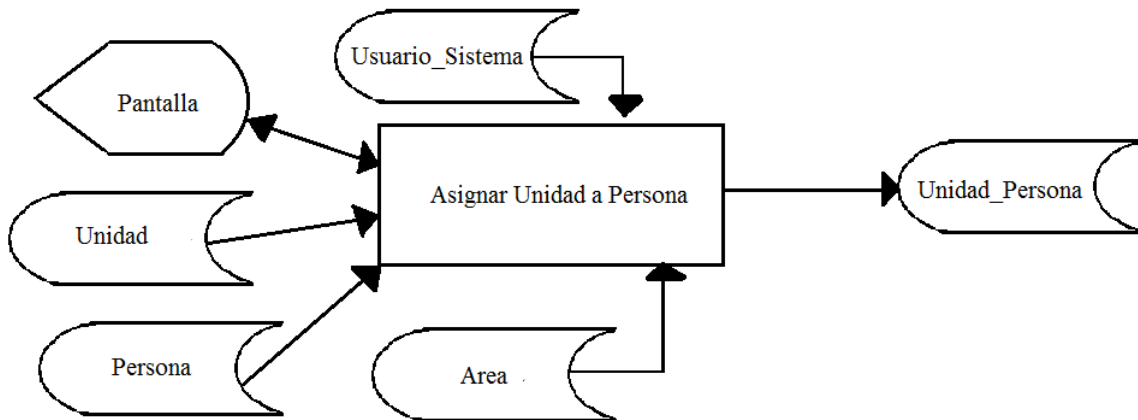 Usuario_Sistema
Pantalla
Asignar Unidad a Persona
Unidad_Persona
Unidad
Persona
Area